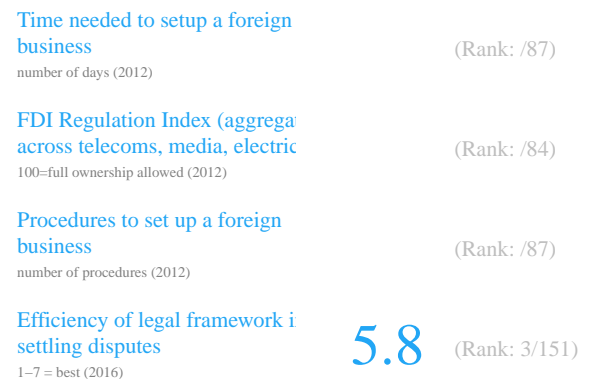 Time needed to setup a foreign
business
number of days (2012)
(Rank: /87)
FDI Regulation Index
across telecoms, media,
100=full ownership allowed (2012)
(Rank: /84)
Procedures to set up a foreign
business
number of procedures (2012)
(Rank: /87)
Efficiency of legal framework
settling disputes
1–7 = best (2016)
5.8 (Rank: 3/151)